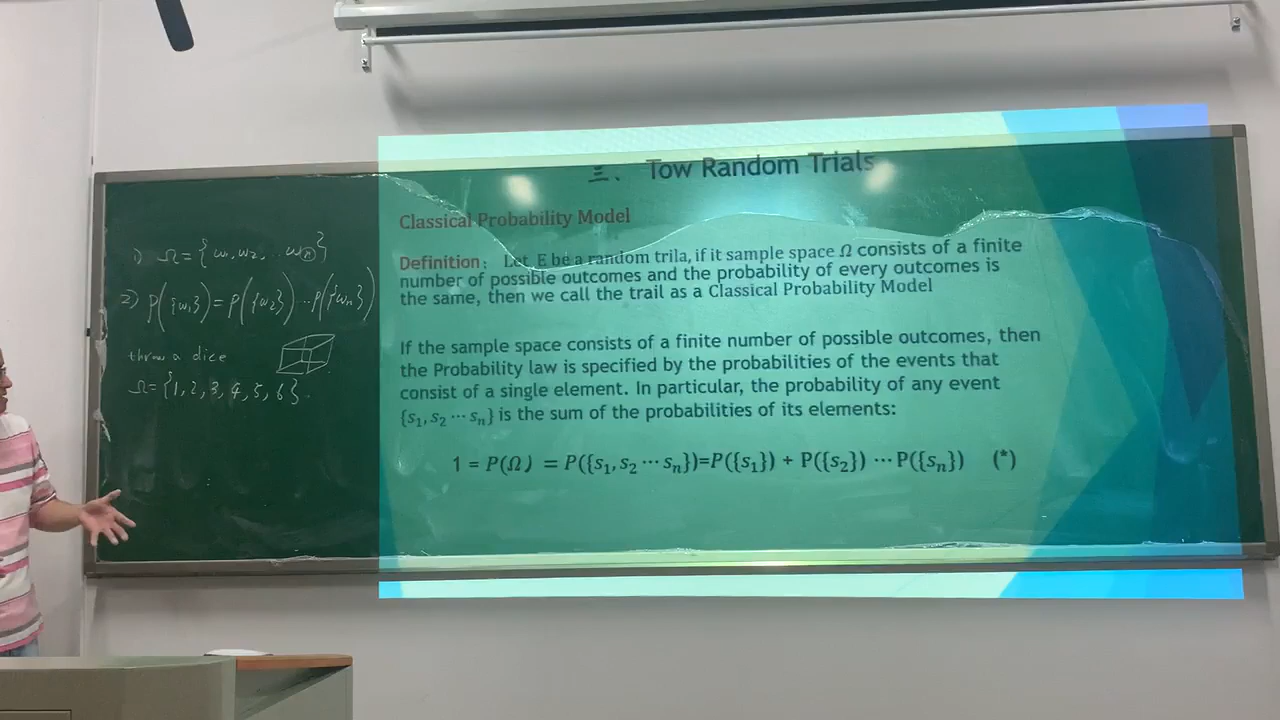 1) Ω={ω₁,ω₂,...ωⓝ}
2) P({ω₁})=P({ω₂})...P({ωₙ})
throw a dice
Ω={1,2,3,4,5,6}.
三、 Tow Random Trials
Classical Probability Model
Definition: Let E be a random trila, if it sample space Ω consists of a finite
number of possible outcomes and the probability of every outcomes is
the same, then we call the trail as a Classical Probability Model
If the sample space consists of a finite number of possible outcomes, then
the Probability law is specified by the probabilities of the events that
consist of a single element. In particular, the probability of any event
{s₁, s₂ ⋯ sₙ} is the sum of the probabilities of its elements:
1 = P(Ω) = P({s₁, s₂ ⋯ sₙ})=P({s₁}) + P({s₂}) ⋯ P({sₙ}) (*)